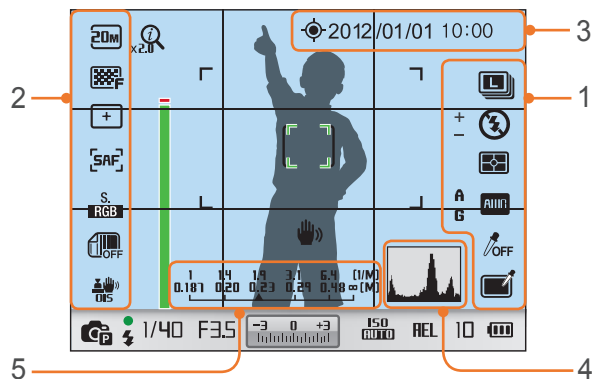 3
2012/01/01 10:00
2
1
20M
i
x2.0
F
L
+
-
+
SAF
A
G
AWB
S.
RGB
OFF
OFF
1 1.4 1.9 3.1 6.4 (1/M)
0.187 0.20 0.23 0.29 0.48 ∞ (M)
OIS
P
1/40 F3.5
-3 0 +3
ISO
AUTO
AEL
10
5
4